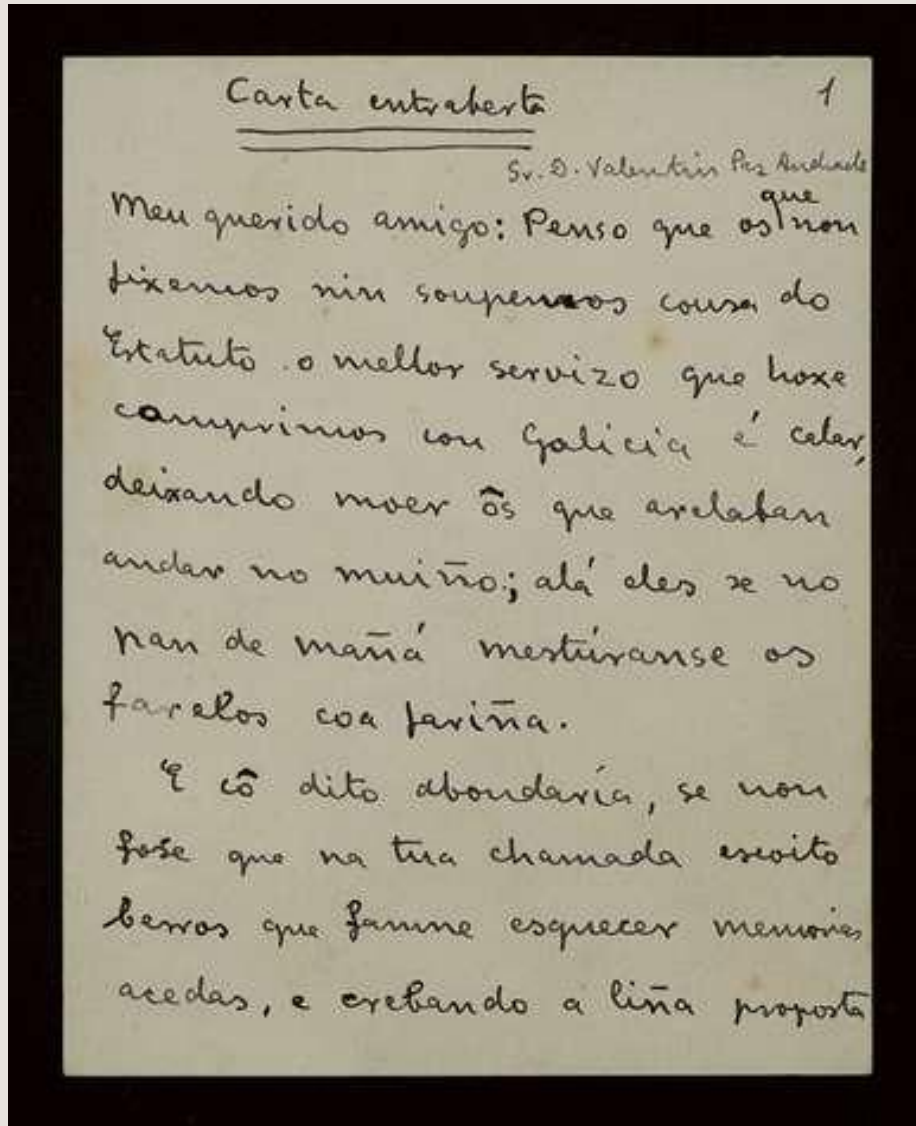 Carta entraberta
1
Sr. D. Valentin Paz Andrade
que
Meu querido amigo: Penso que os non
fixemos nin soupemos cousa do
Estatuto o mellor servizo que hoxe
comprimos con Galicia é calar,
deixando moer ôs que arelaban
andar no muiño; alá eles se no
pan de mañá mestúranse os
farelos coa fariña.
E cô dito abondaría, se non
fose que na tua chamada escoito
berros que fanme esquecer memorias
acedas, e crebando a liña proposta